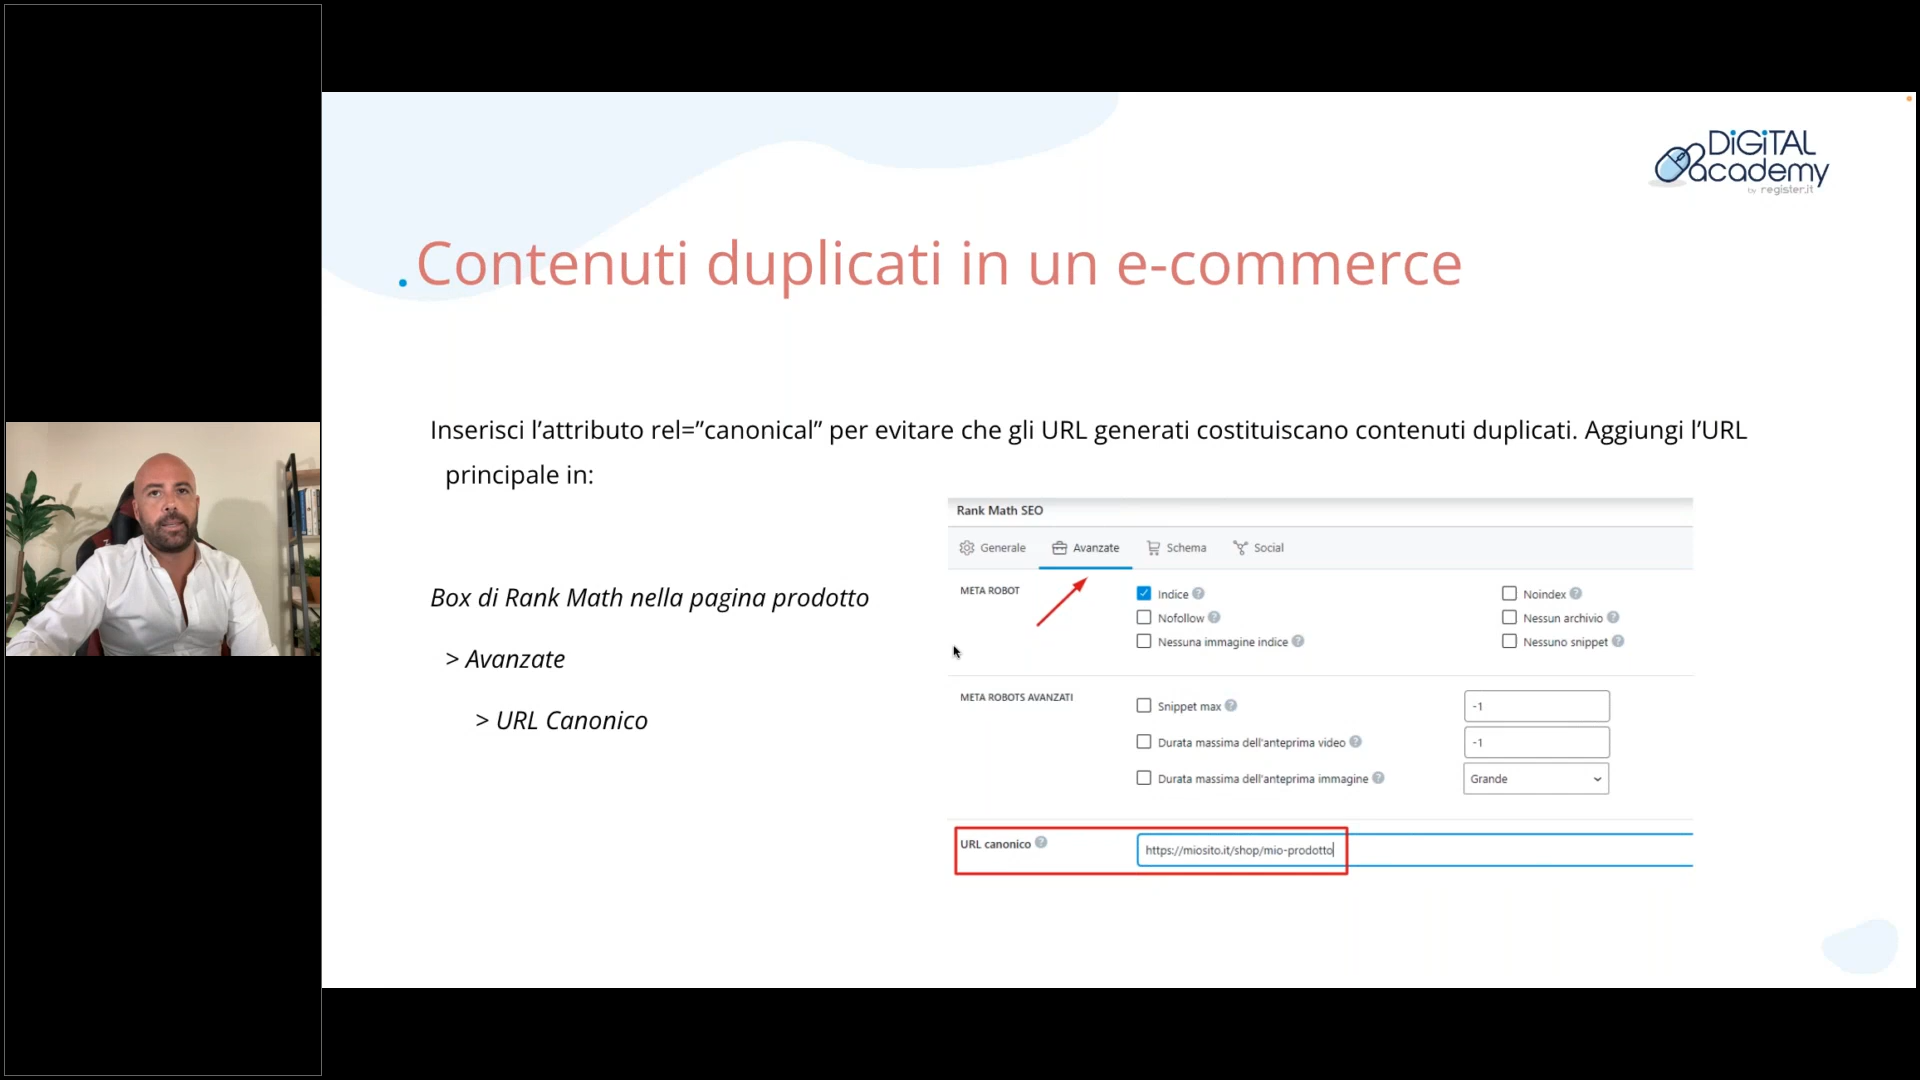 DiGiTAL
academy
by register.it
.Contenuti duplicati in un e-commerce
Inserisci l’attributo rel=”canonical” per evitare che gli URL generati costituiscano contenuti duplicati. Aggiungi l’URL
principale in:
Box di Rank Math nella pagina prodotto
> Avanzate
> URL Canonico
Rank Math SEO
Generale Avanzate Schema Social
META ROBOT Indice Noindex
Nofollow Nessun archivio
Nessuna immagine indice Nessuno snippet
META ROBOTS AVANZATI Snippet max -1
Durata massima dell'anteprima video -1
Durata massima dell'anteprima immagine Grande
URL canonico https://miosito.it/shop/mio-prodotto